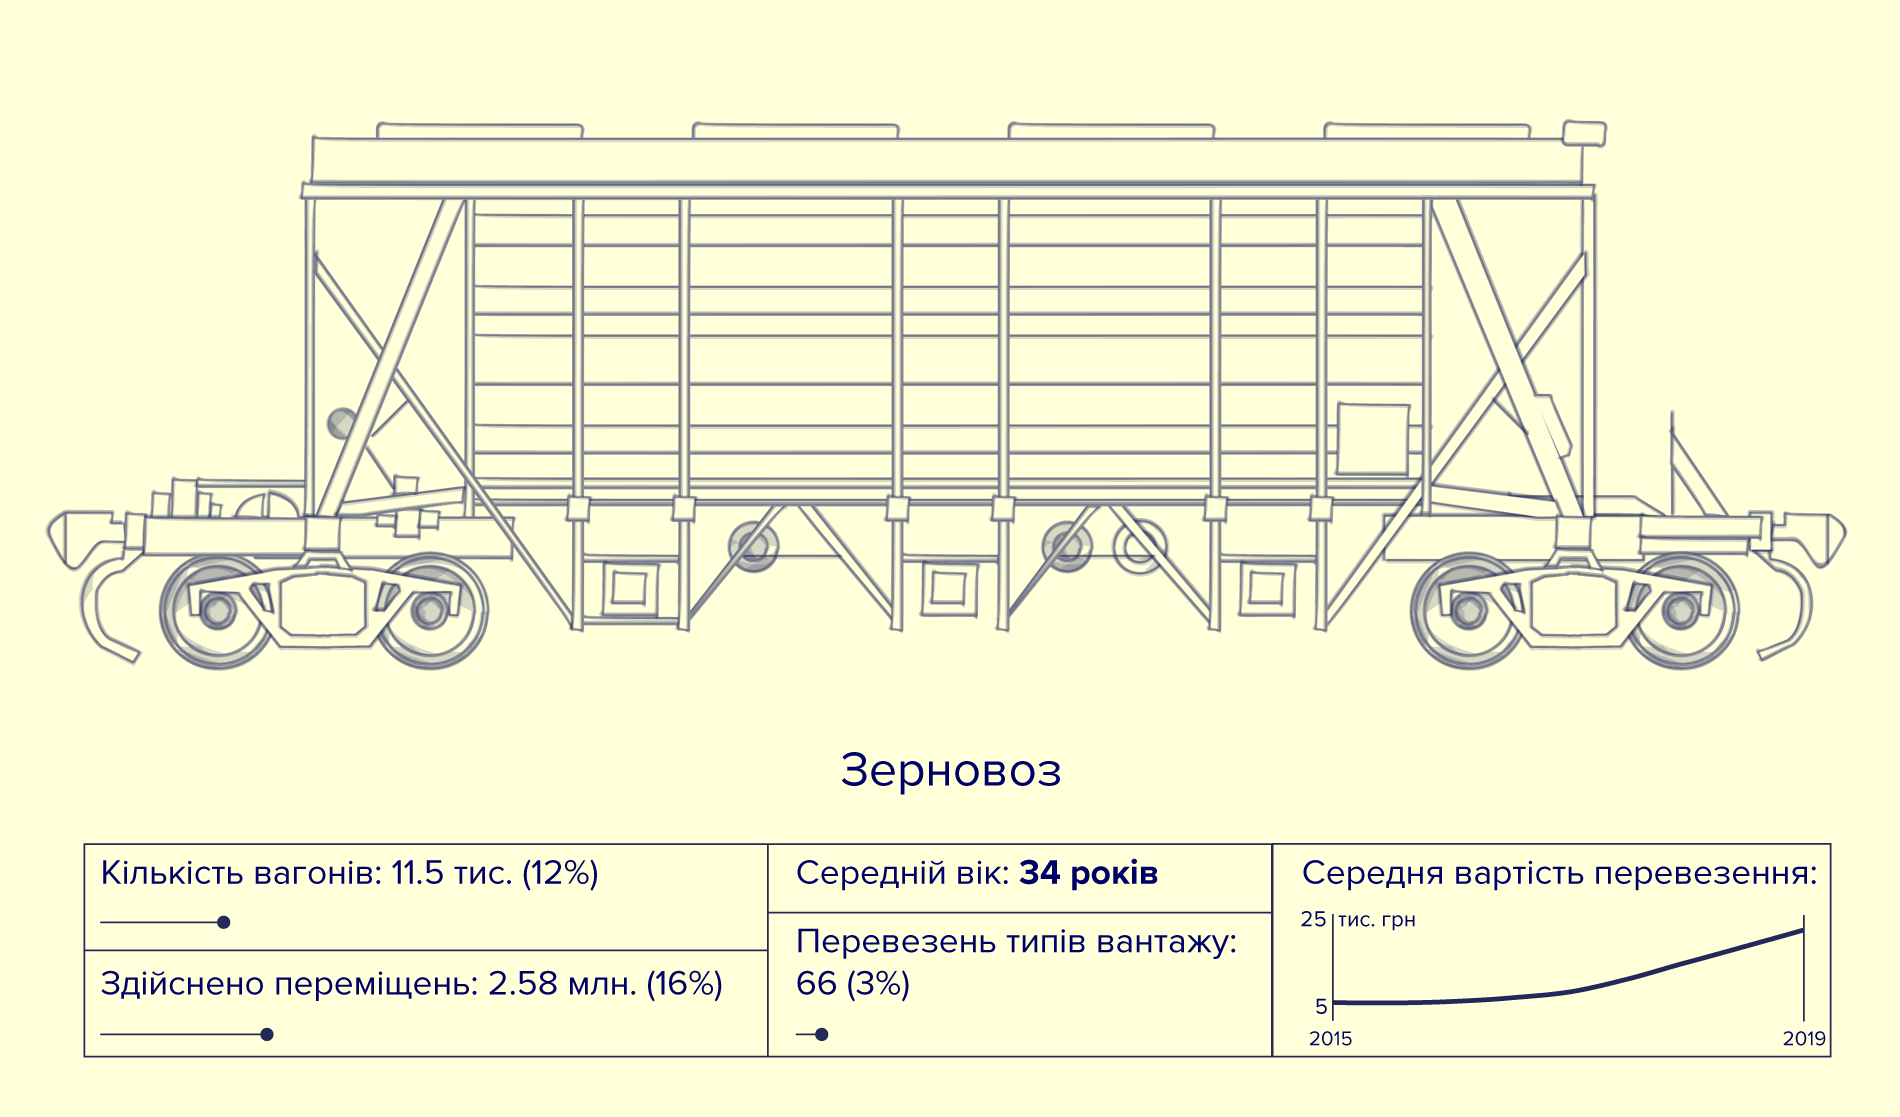 Зерновоз
Кількість вагонів: 11.5 тис. (12%)
Здійснено переміщень: 2.58 млн. (16%)
Середній вік: 34 років
Перевезень типів вантажу:
66 (3%)
Середня вартість перевезення:
25 тис. грн
5
2015 2019